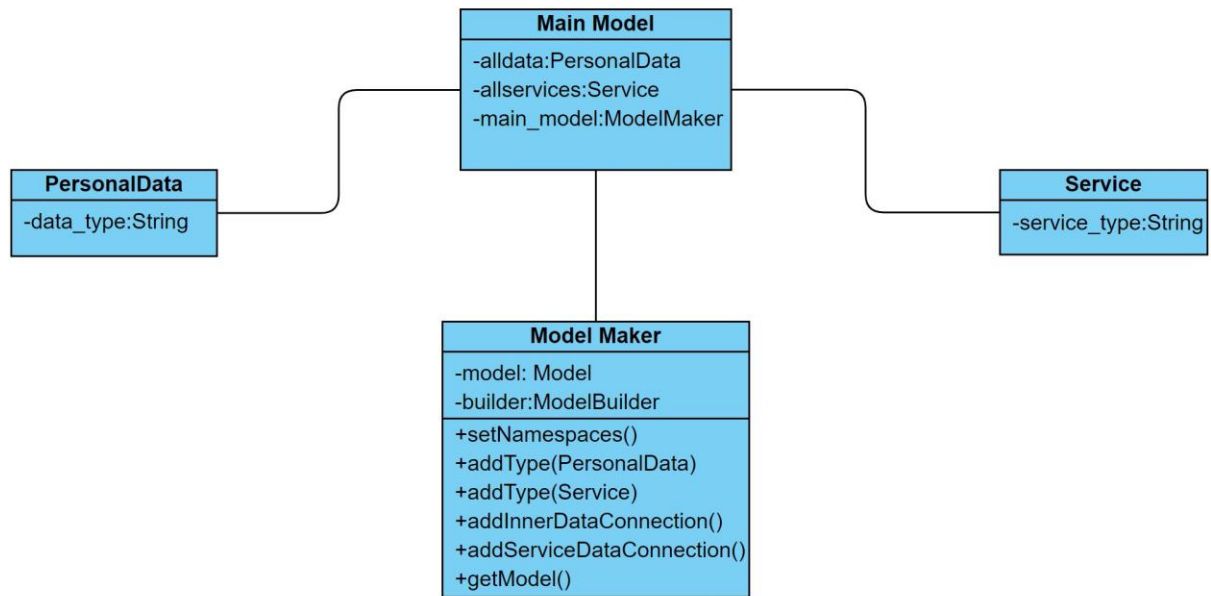 Main Model
-alldata:PersonalData
-allservices:Service
-main_model:ModelMaker
PersonalData
-data_type:String
Service
-service_type:String
Model Maker
-model: Model
-builder:ModelBuilder
+setNamespaces()
+addType(PersonalData)
+addType(Service)
+addInnerDataConnection()
+addServiceDataConnection()
+getModel()